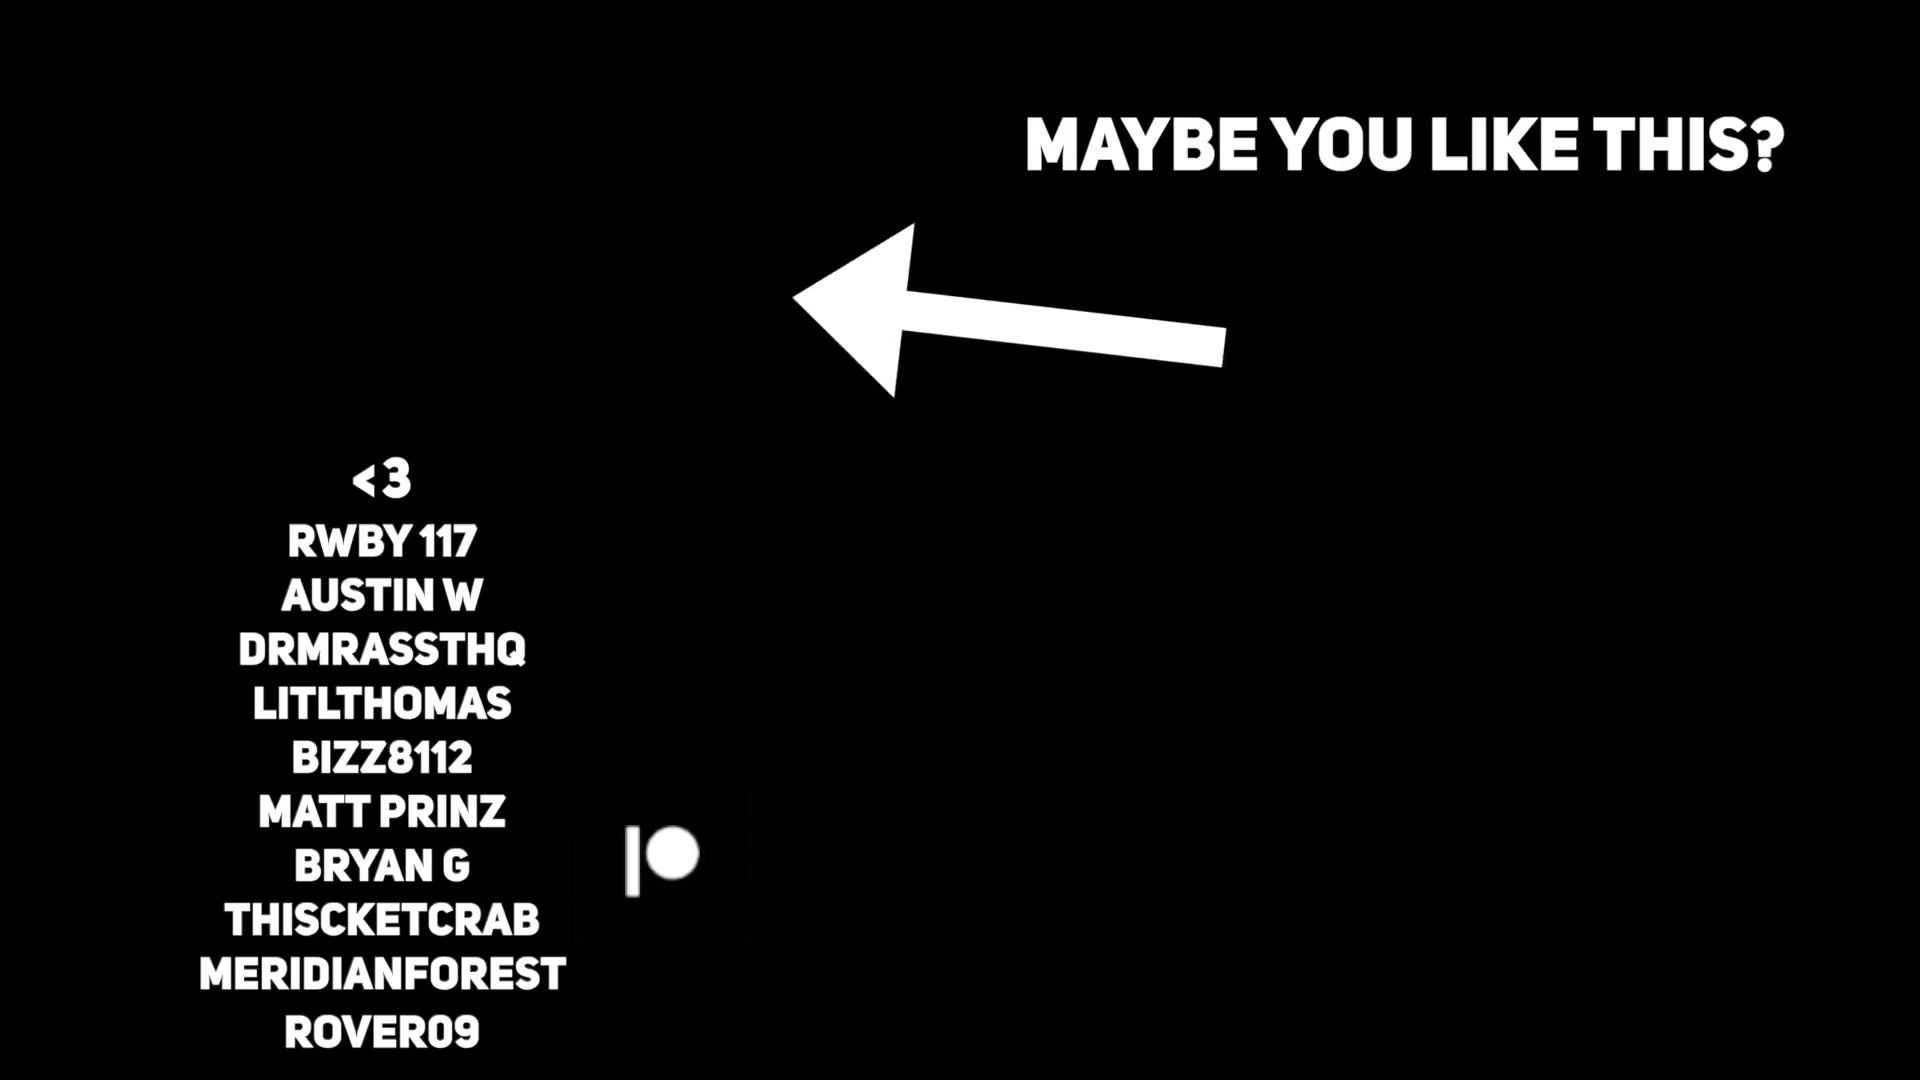 MAYBE YOU LIKE THIS?
<3
RWBY 117
AUSTIN W
DRMRASSTHQ
LITLTHOMAS
BIZZ8112
MATT PRINZ
BRYAN G
THISCKETCRAB
MERIDIANFOREST
ROVER09